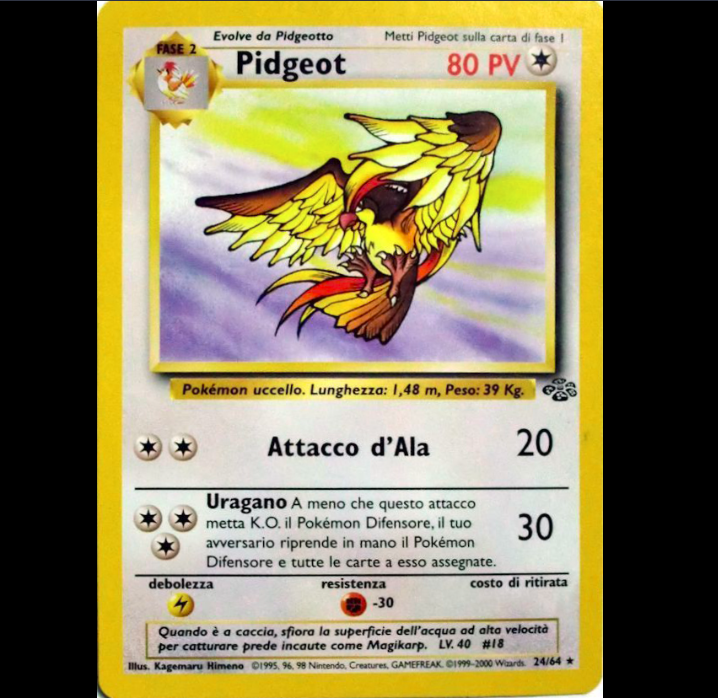 Evolve da Pidgeotto
Metti Pidgeot sulla carta di fase 1
FASE 2
Pidgeot
80 PV
Pokémon uccello. Lunghezza: 1,48 m, Peso: 39 Kg.
Attacco d'Ala
20
Uragano A meno che questo attacco
metta K.O. il Pokémon Difensore, il tuo
avversario riprende in mano il Pokémon
Difensore e tutte le carte a esso assegnate.
30
debolezza
resistenza
costo di ritirata
-30
Quando è a caccia, sfiora la superficie dell'acqua ad alta velocità
per catturare prede incaute come Magikarp. LV. 40 #18
Illus. Kagemaru Himeno ©1995, 96, 98 Nintendo, Creatures, GAMEFREAK. ©1999-2000 Wizards. 24/64 ★